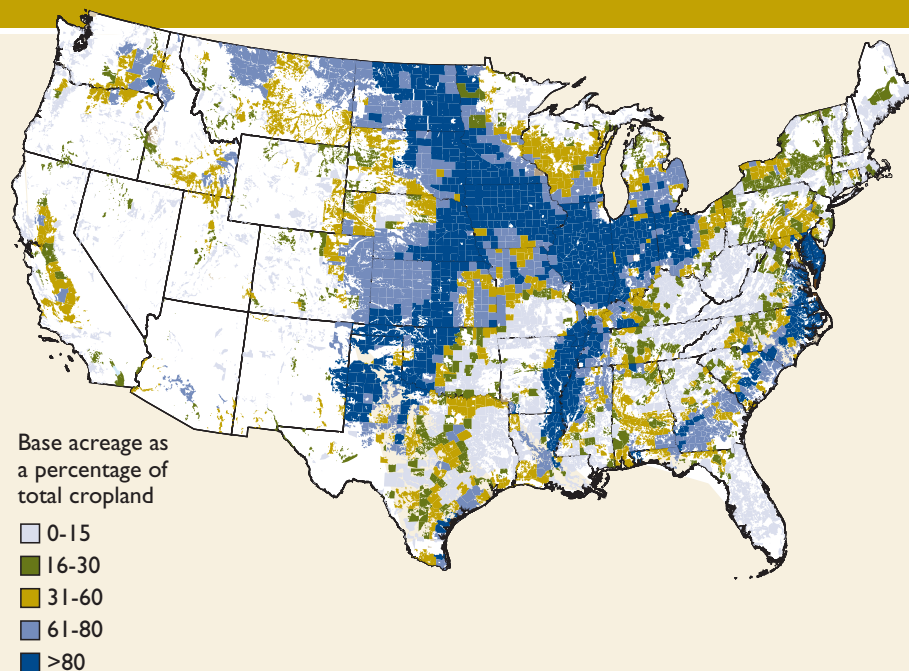 Base acreage as
a percentage of
total cropland
0-15
16-30
31-60
61-80
>80